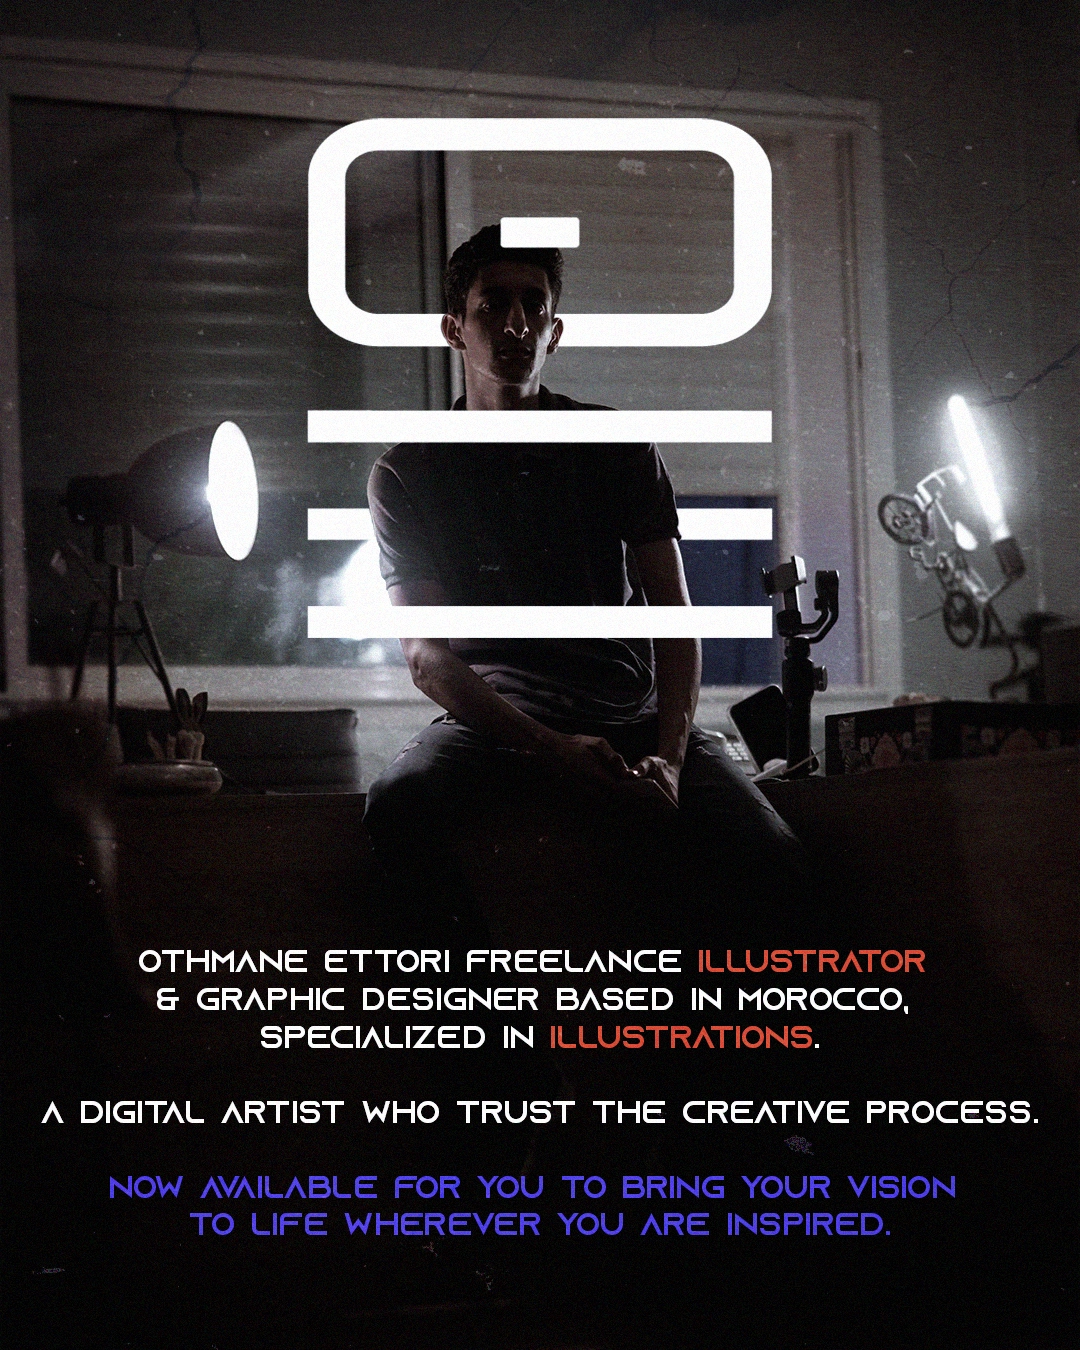 OTHMANE ETTORI FREELANCE ILLUSTRATOR
& GRAPHIC DESIGNER BASED IN MOROCCO,
SPECIALIZED IN ILLUSTRATIONS.
A DIGITAL ARTIST WHO TRUST THE CREATIVE PROCESS.
NOW AVAILABLE FOR YOU TO BRING YOUR VISION
TO LIFE WHEREVER YOU ARE INSPIRED.